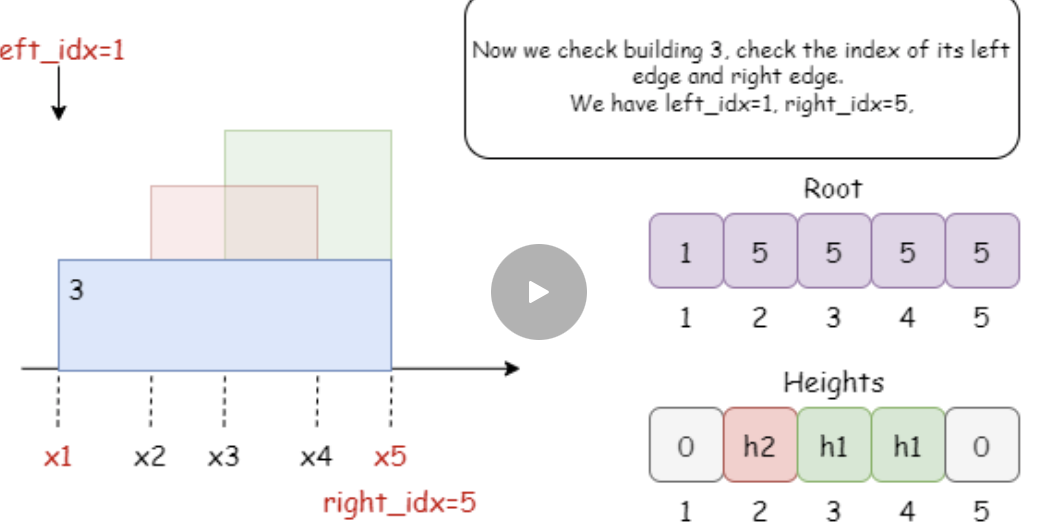 eft_idx=1
Now we check building 3, check the index of its left
edge and right edge.
We have left_idx=1, right_idx=5,
Root
1 5 5 5 5
1 2 3 4 5
3
Heights
0 h2 h1 h1 0
1 2 3 4 5
x1 x2 x3 x4 x5
right_idx=5